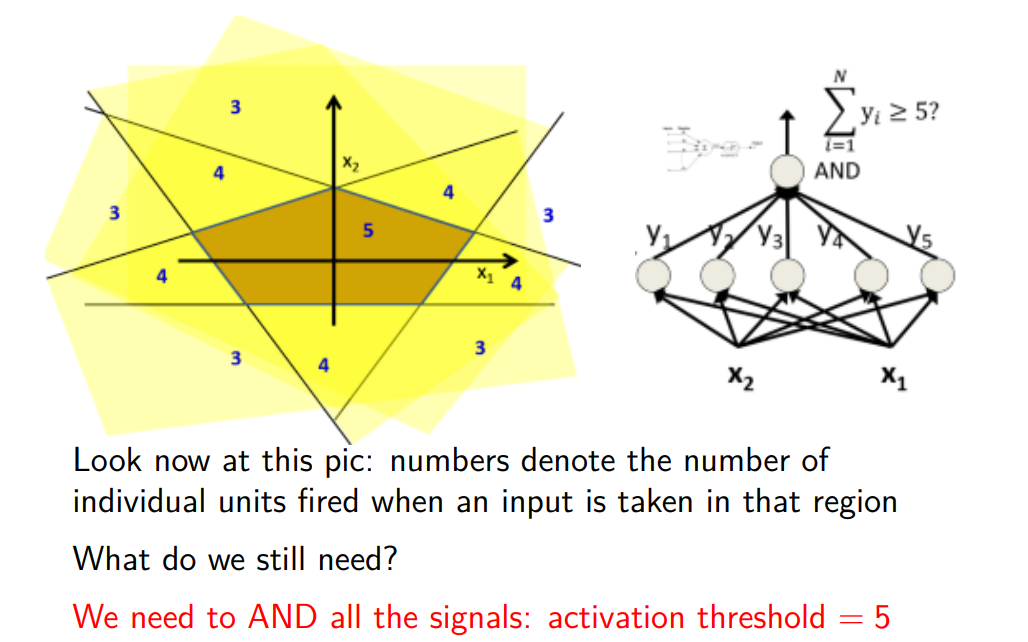 3
4
x₂
4
3
3
5
4
x₁
4
3
4
3
N
∑ yᵢ ≥ 5?
i=1
AND
y₁ y₂ y₃ y₄ y₅
x₂ x₁
Look now at this pic: numbers denote the number of
individual units fired when an input is taken in that region
What do we still need?
We need to AND all the signals: activation threshold = 5